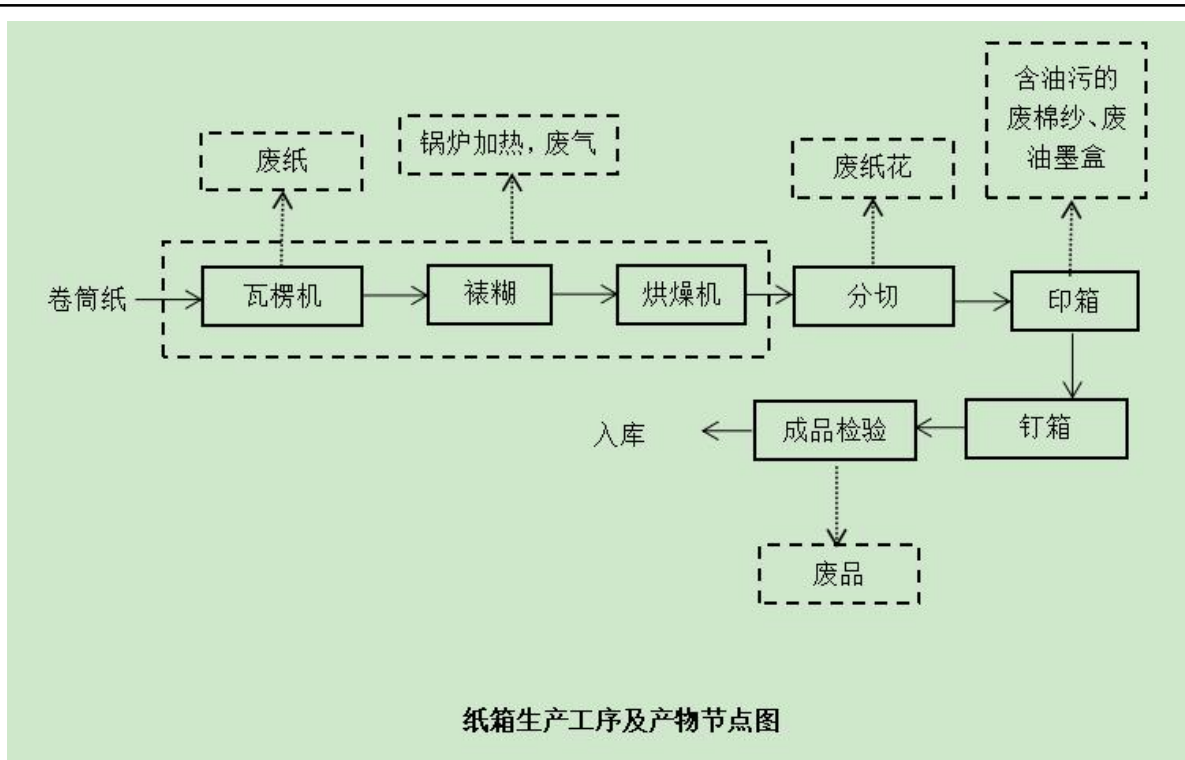 含油污的
废棉纱、废
油墨盒
锅炉加热，废气
废纸
废纸花
卷筒纸
瓦楞机
裱糊
烘燥机
分切
印箱
入库
成品检验
钉箱
废品
纸箱生产工序及产物节点图